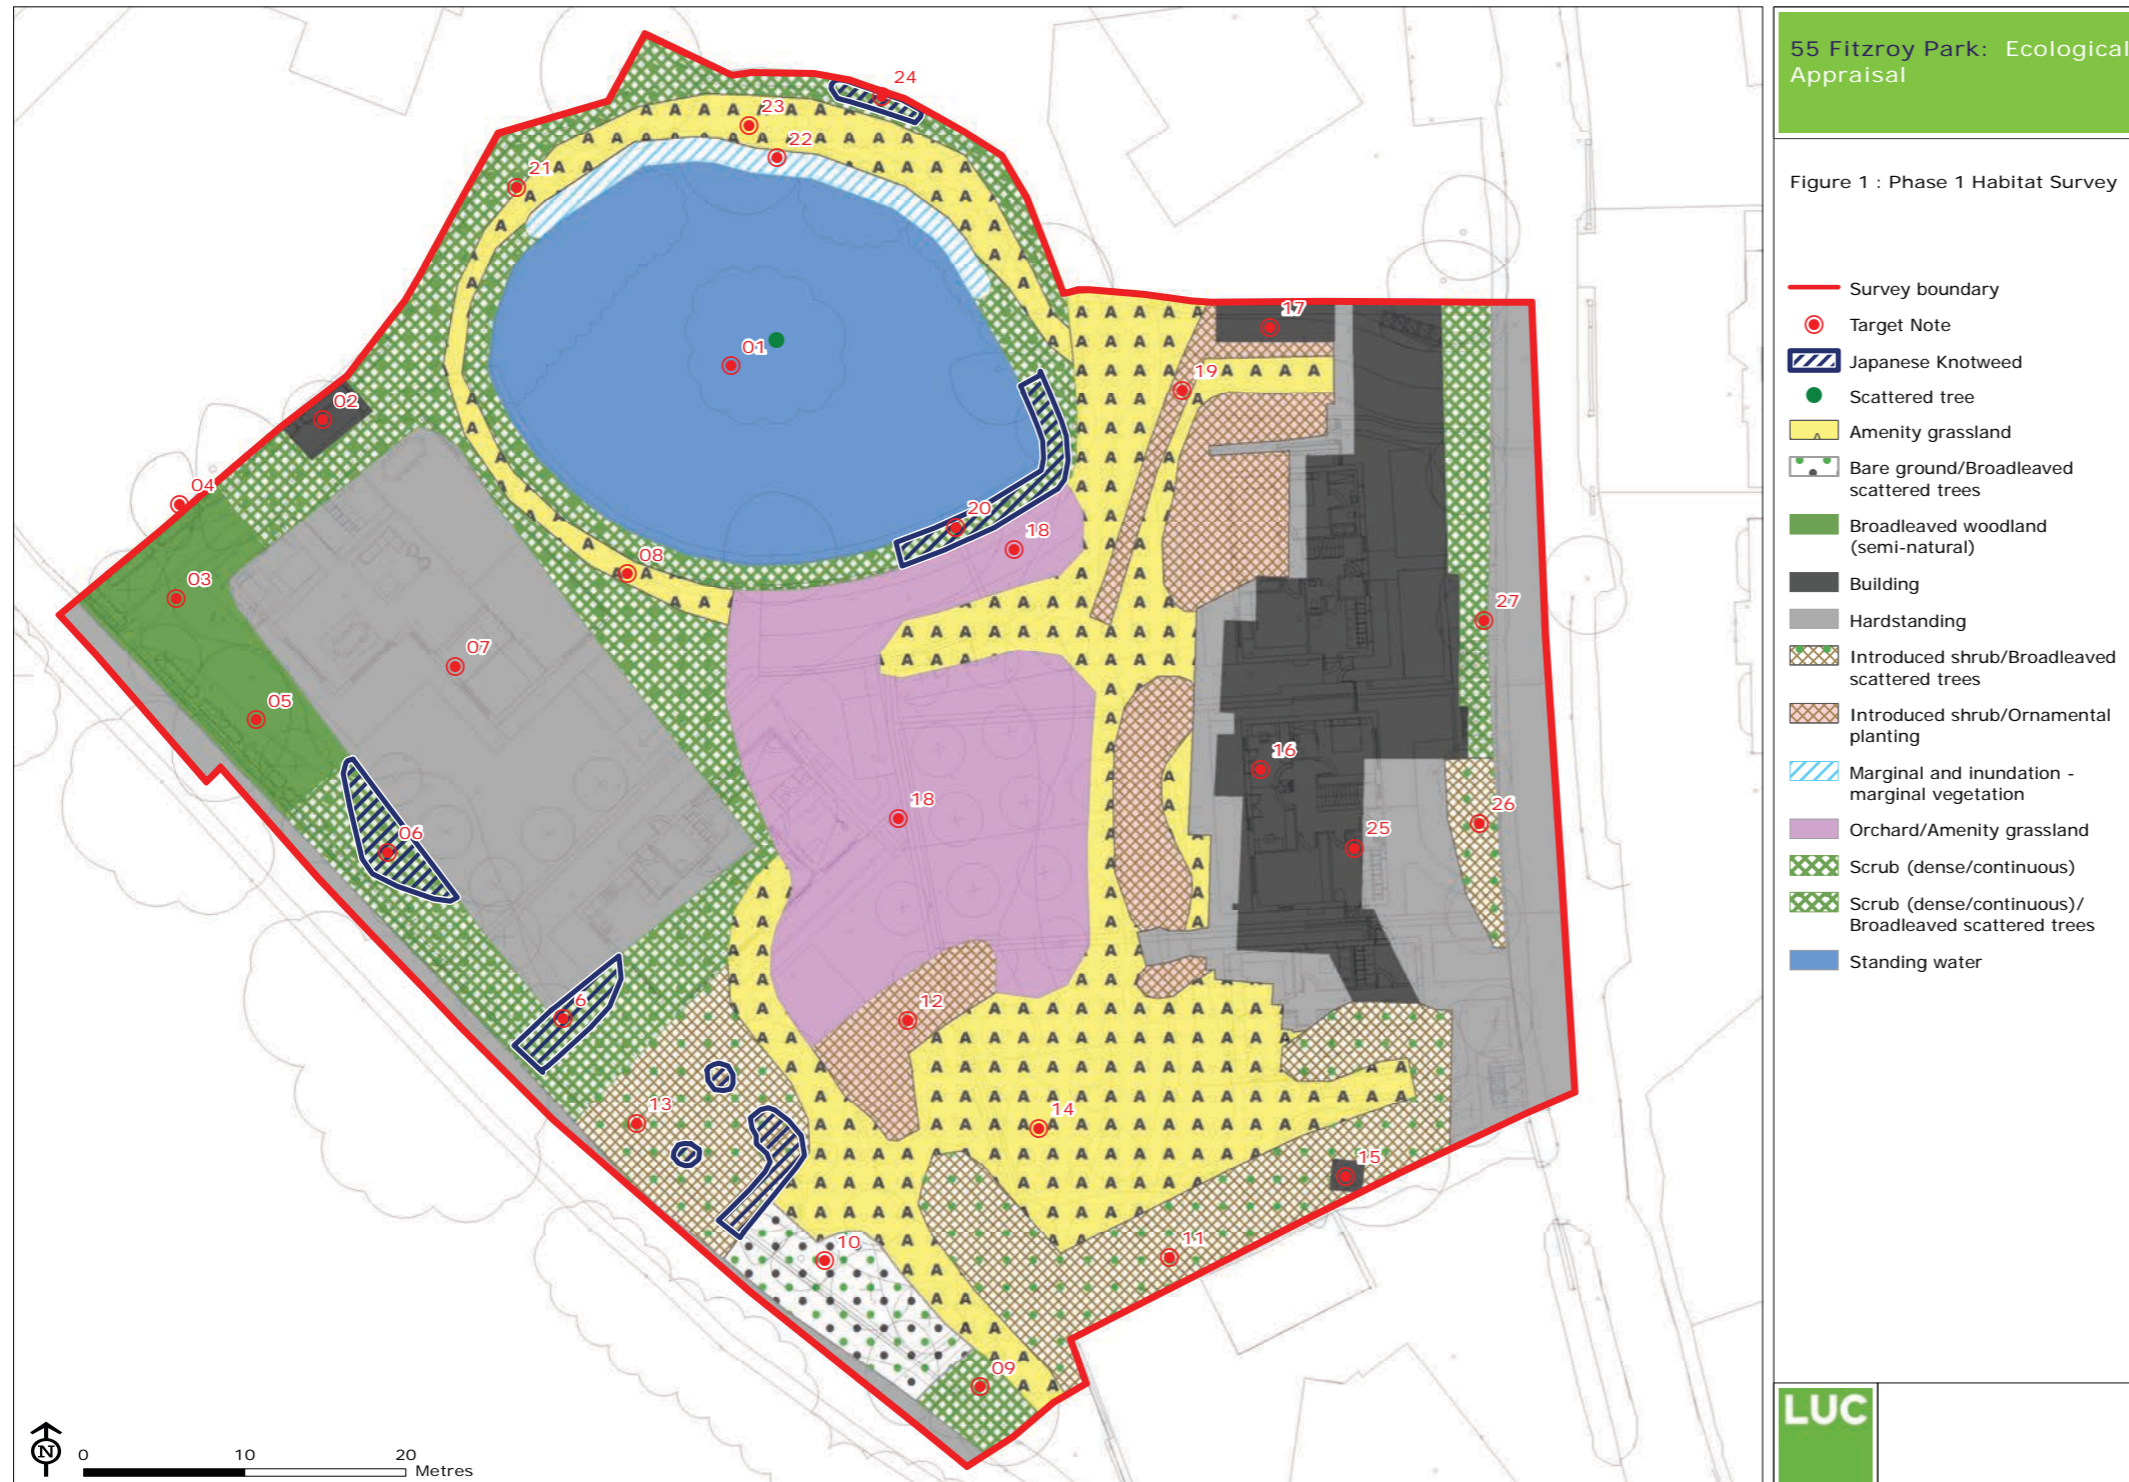 55 Fitzroy Park: Ecological
Appraisal
Figure 1 : Phase 1 Habitat Survey
Survey boundary
Target Note
Japanese Knotweed
Scattered tree
Amenity grassland
Bare ground/Broadleaved
scattered trees
Broadleaved woodland
(semi-natural)
Building
Hardstanding
Introduced shrub/Broadleaved
scattered trees
Introduced shrub/Ornamental
planting
Marginal and inundation -
marginal vegetation
Orchard/Amenity grassland
Scrub (dense/continuous)
Scrub (dense/continuous)/
Broadleaved scattered trees
Standing water
LUC
24
23
22
21
17
01
19
02
04
20
18
08
03
27
07
05
16
18
26
25
06
6
12
13
14
15
10
11
09
N
0 10 20
Metres